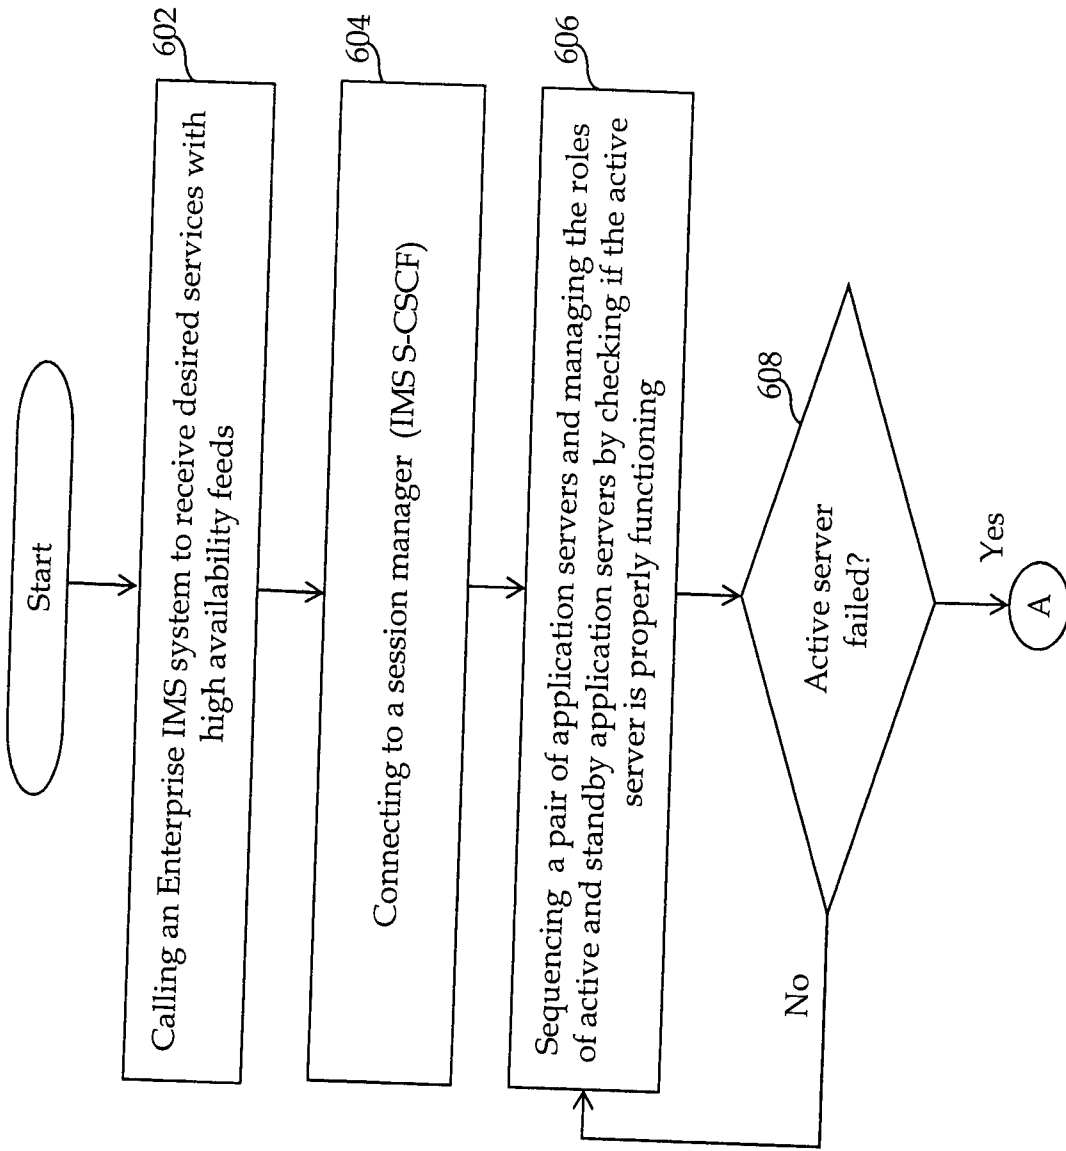 Start
602
Calling an Enterprise IMS system to receive desired services with
high availability feeds
604
Connecting to a session manager (IMS S-CSCF)
606
Sequencing a pair of application servers and managing the roles
of active and standby application servers by checking if the active
server is properly functioning
608
Active server
failed?
No
Yes
A